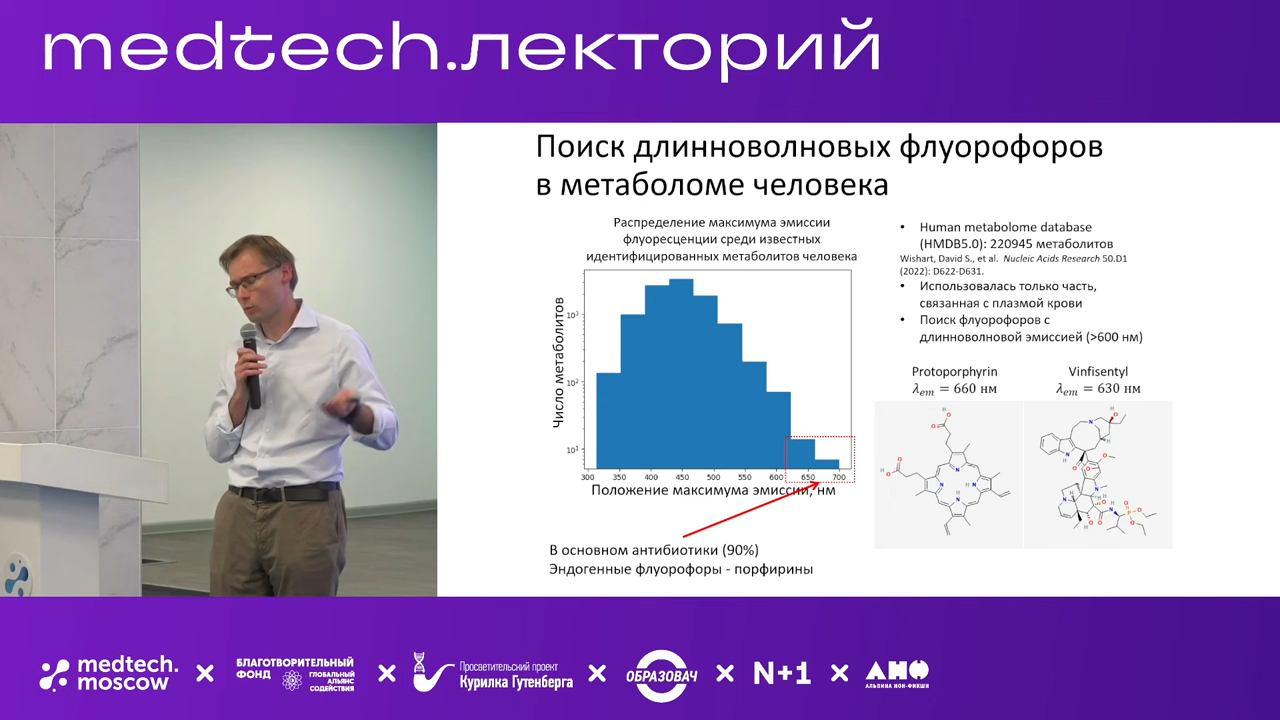 medtech.лекторий
Поиск длинноволновых флуорофоров
в метаболоме человека
Распределение максимума эмиссии
флуоресценции среди известных
идентифицированных метаболитов человека
Число метаболитов
10³
10²
10¹
300 350 400 450 500 550 600 650 700
Положение максимума эмиссии, нм
В основном антибиотики (90%)
Эндогенные флуорофоры - порфирины
• Human metabolome database
(HMDB5.0): 220945 метаболитов
Wishart, David S., et al. Nucleic Acids Research 50.D1
(2022): D622-D631.
• Использовалась только часть,
связанная с плазмой крови
• Поиск флуорофоров с
длинноволновой эмиссией (>600 нм)
Protoporphyrin
λem = 660 нм
Vinfisentyl
λem = 630 нм
medtech.
moscow
×
БЛАГОТВОРИТЕЛЬНЫЙ
ФОНД
ГЛОБАЛЬНЫЙ
АЛЬЯНС
СОДЕЙСТВИЯ
×
Просветительский проект
Курилка Гутенберга
×
ОБРАЗОВАЧ
×
N+1
×
АНФ
АЛЬПИНА НОН-ФИКШН